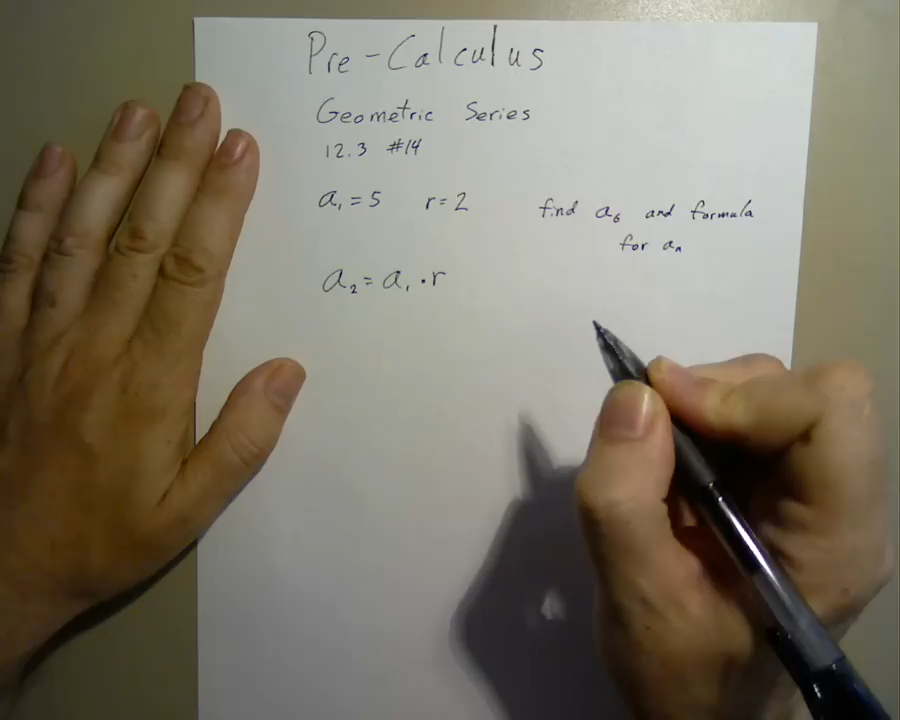 Pre-Calculus
Geometric Series
12.3 #14
a₁ = 5 r = 2 find a₆ and formula
for aₙ
a₂ = a₁ · r